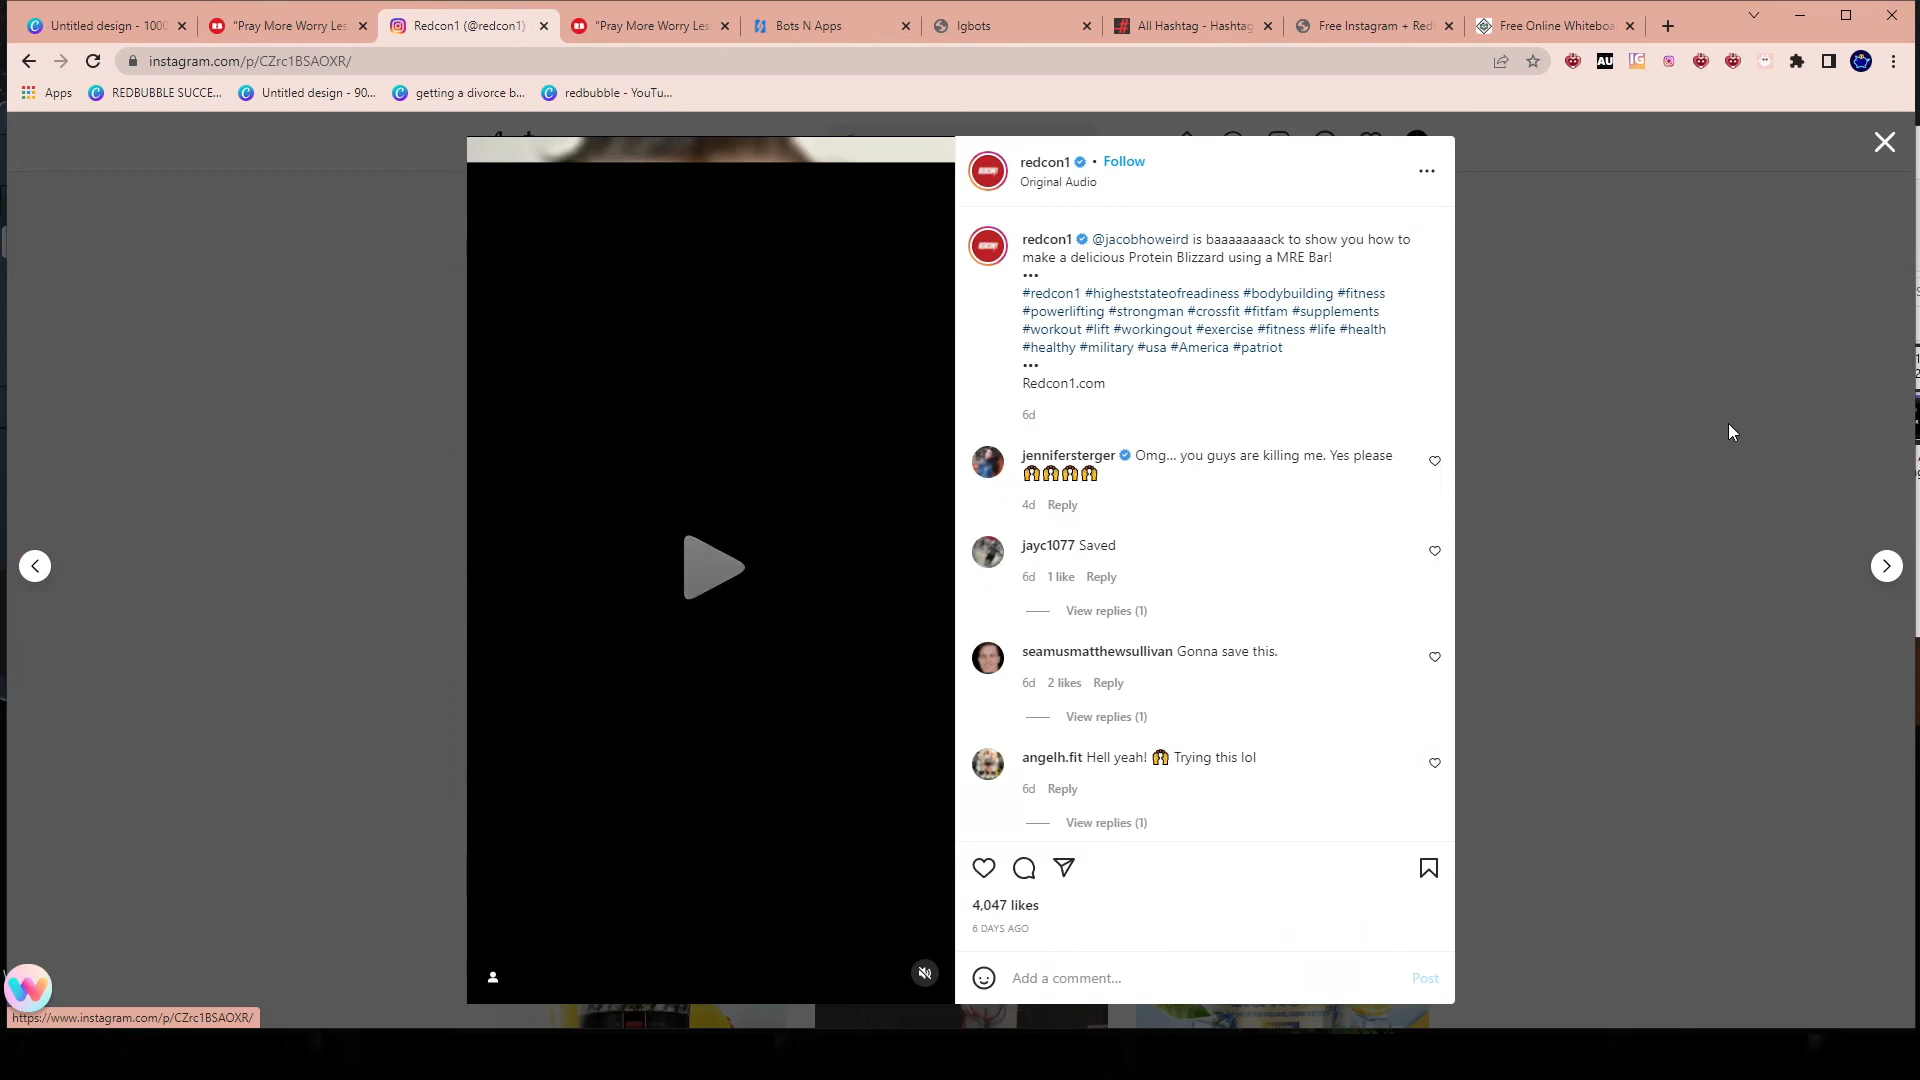 Untitled design - 1000
"Pray More Worry Les
Redcon1 (@redcon1)
"Pray More Worry Les
Bots N Apps
Igbots
All Hashtag - Hashtag
Free Instagram + Red
Free Online Whiteboa
instagram.com/p/CZrc1BSAOXR/
Apps
REDBUBBLE SUCCE...
Untitled design - 90...
getting a divorce b...
redbubble - YouTu...
redcon1 • Follow
Original Audio
redcon1 @jacobhoweird is baaaaaaack to show you how to
make a delicious Protein Blizzard using a MRE Bar!
•••
#redcon1 #higheststateofreadiness #bodybuilding #fitness
#powerlifting #strongman #crossfit #fitfam #supplements
#workout #lift #workingout #exercise #fitness #life #health
#healthy #military #usa #America #patriot
•••
Redcon1.com
6d
jennifersterger Omg... you guys are killing me. Yes please
🙌🙌🙌🙌
4d Reply
jayc1077 Saved
6d 1 like Reply
View replies (1)
seamusmatthewsullivan Gonna save this.
6d 2 likes Reply
View replies (1)
angelh.fit Hell yeah! 🙌 Trying this lol
6d Reply
View replies (1)
4,047 likes
6 DAYS AGO
Add a comment... Post
https://www.instagram.com/p/CZrc1BSAOXR/